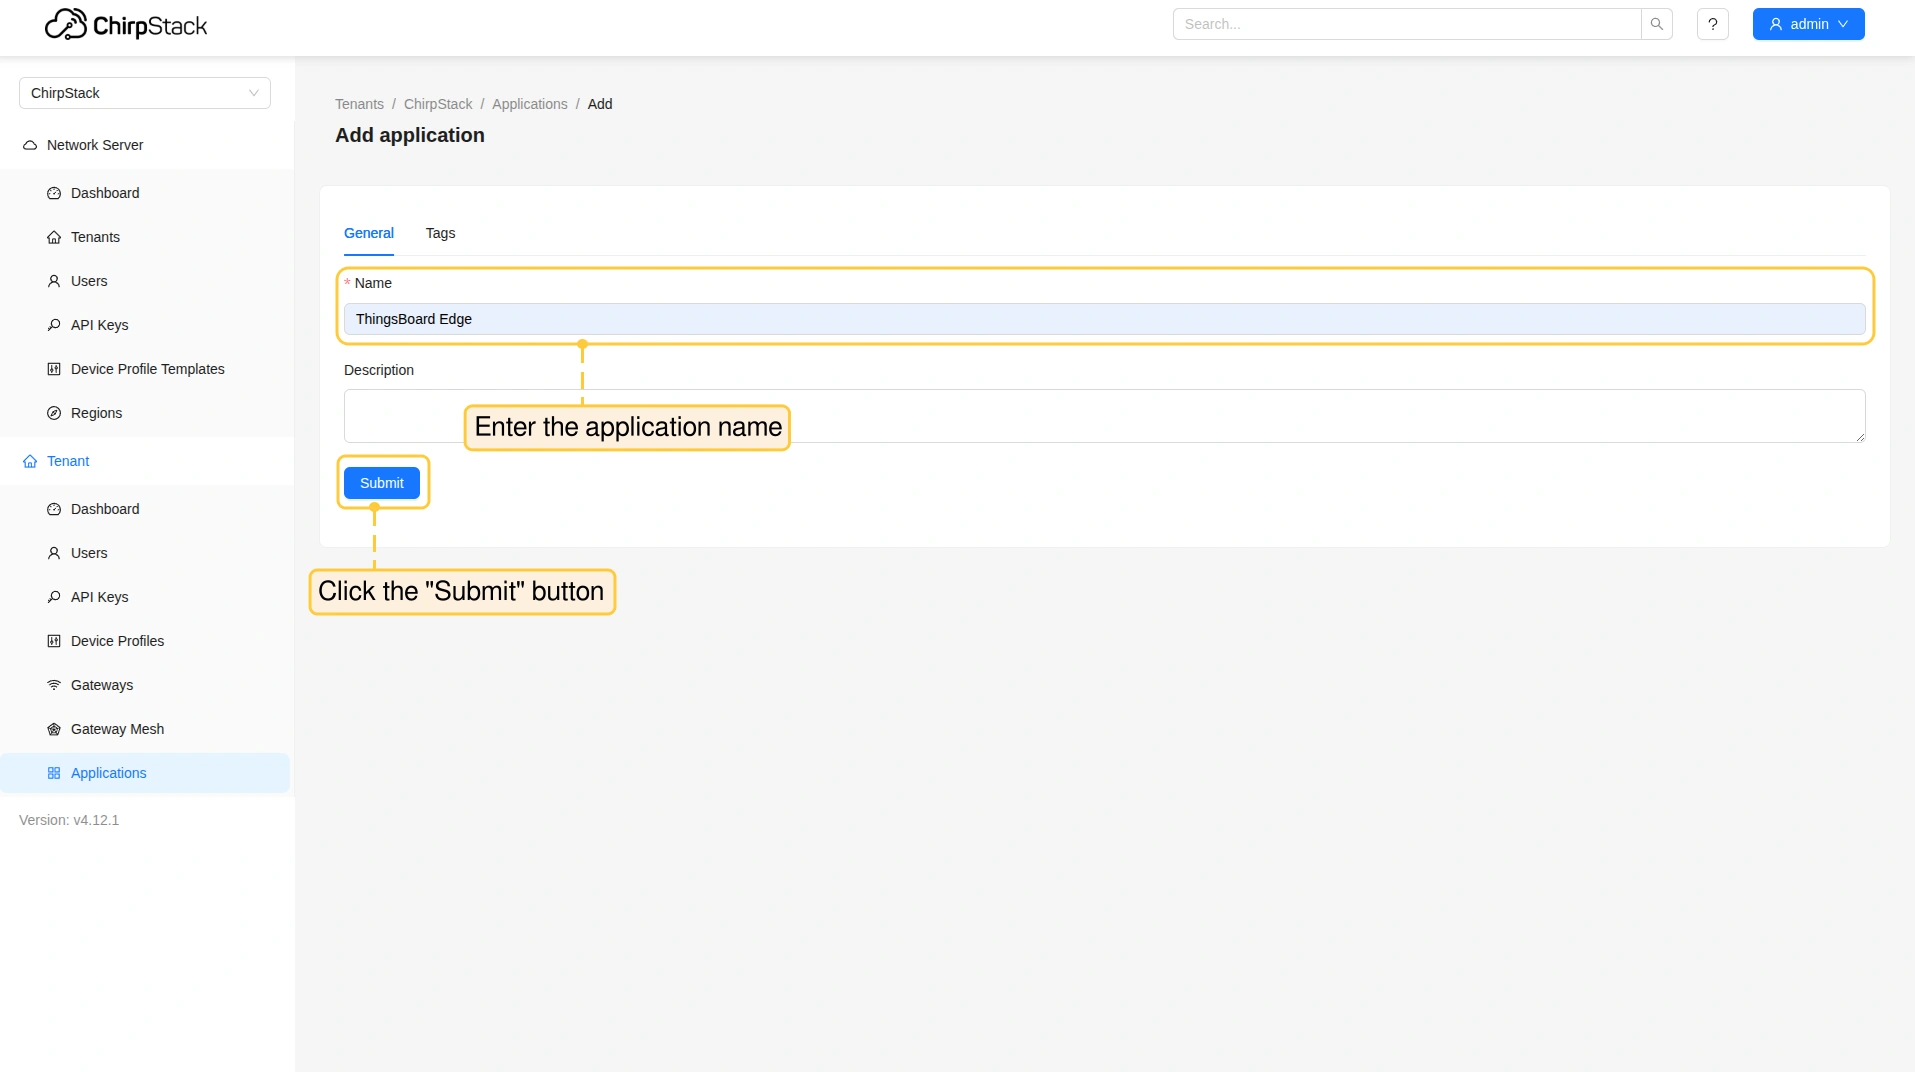 ChirpStack
Search...
?
admin
ChirpStack
Network Server
Dashboard
Tenants
Users
API Keys
Device Profile Templates
Regions
Tenant
Dashboard
Users
API Keys
Device Profiles
Gateways
Gateway Mesh
Applications
Version: v4.12.1
Tenants / ChirpStack / Applications / Add
Add application
General Tags
* Name
ThingsBoard Edge
Description
Enter the application name
Submit
Click the "Submit" button